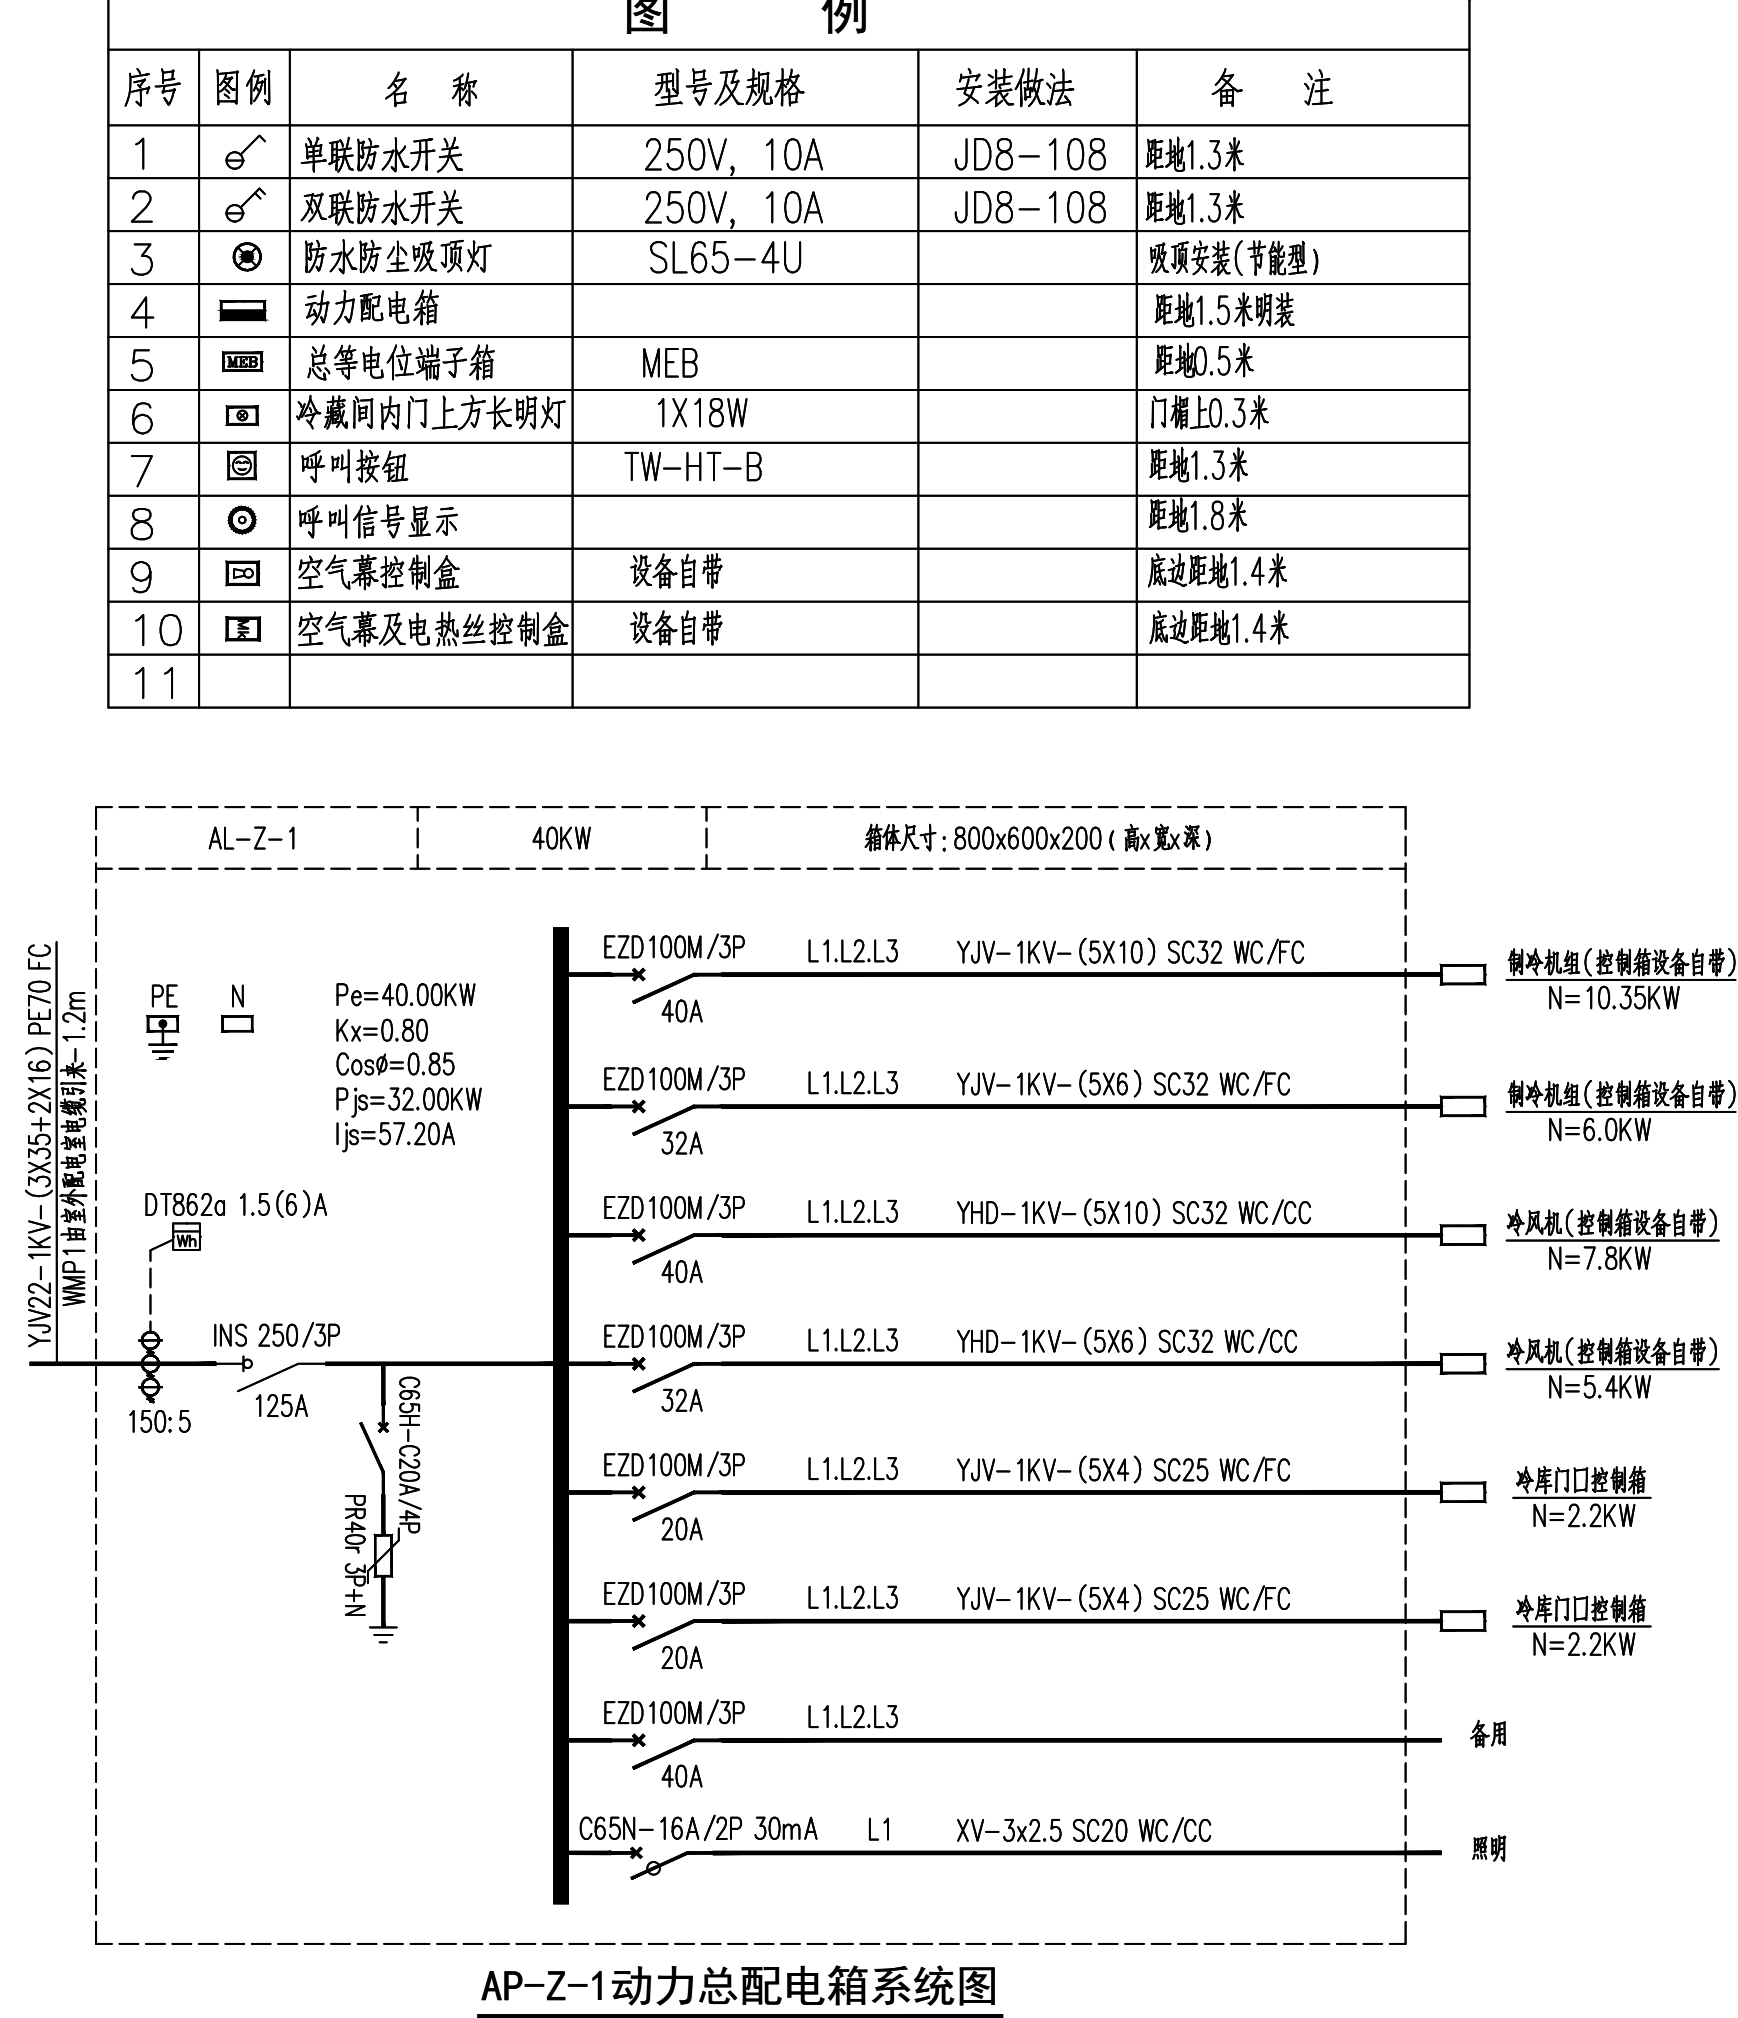 图 例
序号 图例 名 称 型号及规格 安装做法 备 注
1 单联防水开关 250V, 10A JD8-108 距地1.3米
2 双联防水开关 250V, 10A JD8-108 距地1.3米
3 防水防尘吸顶灯 SL65-4U 吸顶安装(节能型)
4 动力配电箱 距地1.5米明装
5 MEB 总等电位端子箱 MEB 距地0.5米
6 冷藏间内门上方长明灯 1X18W 门楣上0.3米
7 呼叫按钮 TW-HT-B 距地1.3米
8 呼叫信号显示 距地1.8米
9 空气幕控制盒 设备自带 底边距地1.4米
10 空气幕及电热丝控制盒 设备自带 底边距地1.4米
11
AL-Z-1 40KW 箱体尺寸:800x600x200(高x宽x深)
YJV22-1KV-(3X35+2X16) PE70 FC
WMP1由室外配电室电缆引来-1.2m
PE N
Pe=40.00KW
Kx=0.80
Cosø=0.85
Pjs=32.00KW
Ijs=57.20A
DT862a 1.5(6)A
Wh
INS 250/3P
125A
150:5
C65H-C20A/4P
PR40r 3P+N
EZD100M/3P L1.L2.L3 YJV-1KV-(5X10) SC32 WC/FC 制冷机组(控制箱设备自带)
40A N=10.35KW
EZD100M/3P L1.L2.L3 YJV-1KV-(5X6) SC32 WC/FC 制冷机组(控制箱设备自带)
32A N=6.0KW
EZD100M/3P L1.L2.L3 YHD-1KV-(5X10) SC32 WC/CC 冷风机(控制箱设备自带)
40A N=7.8KW
EZD100M/3P L1.L2.L3 YHD-1KV-(5X6) SC32 WC/CC 冷风机(控制箱设备自带)
32A N=5.4KW
EZD100M/3P L1.L2.L3 YJV-1KV-(5X4) SC25 WC/FC 冷库门口控制箱
20A N=2.2KW
EZD100M/3P L1.L2.L3 YJV-1KV-(5X4) SC25 WC/FC 冷库门口控制箱
20A N=2.2KW
EZD100M/3P L1.L2.L3 备用
40A
C65N-16A/2P 30mA L1 XV-3x2.5 SC20 WC/CC 照明
AP-Z-1动力总配电箱系统图